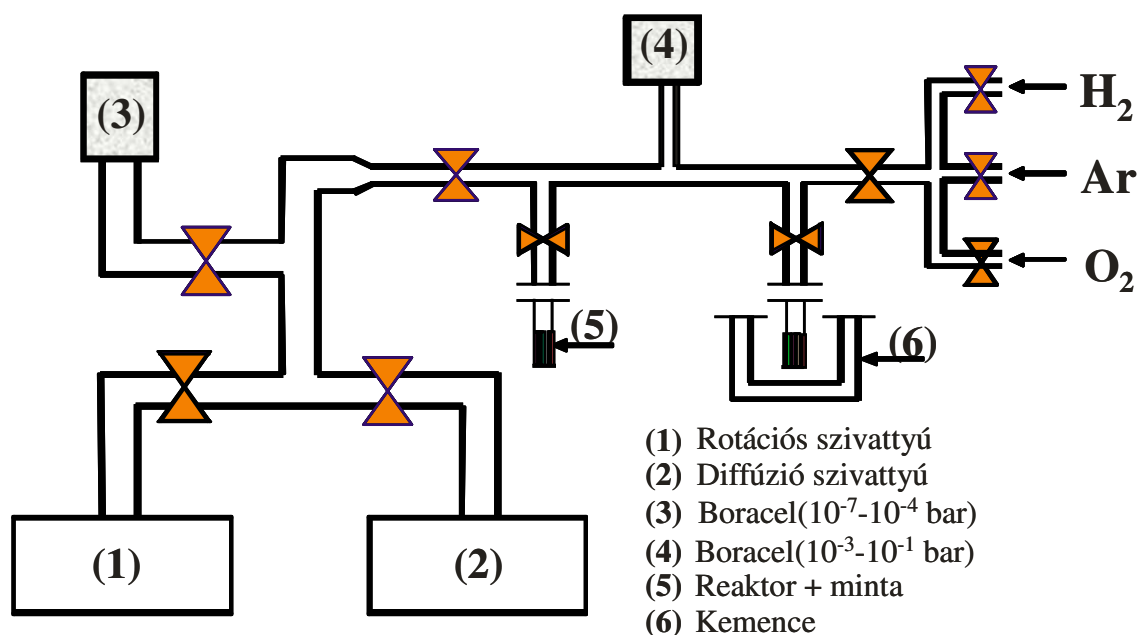 (4)
(3)
H₂
Ar
O₂
(5)
(6)
(1) Rotációs szivattyú
(2) Diffúzió szivattyú
(3) Boracel(10⁻⁷-10⁻⁴ bar)
(4) Boracel(10⁻³-10⁻¹ bar)
(5) Reaktor + minta
(6) Kemence
(1)
(2)